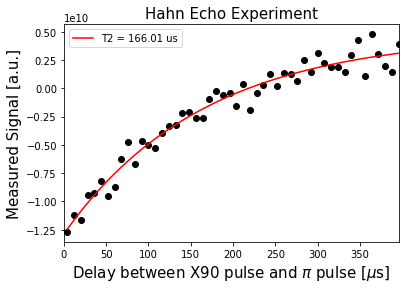 Hahn Echo Experiment
1e10
T2 = 166.01 us
0.50
0.25
0.00
-0.25
-0.50
-0.75
-1.00
-1.25
Measured Signal [a.u.]
0 50 100 150 200 250 300 350
Delay between X90 pulse and π pulse [μs]